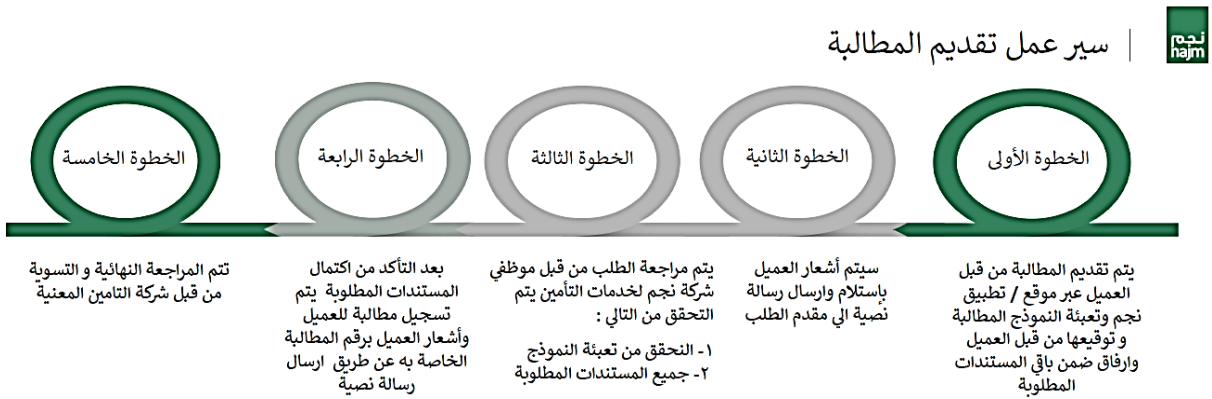 نجم
najm
سير عمل تقديم المطالبة
الخطوة الأولى
يتم تقديم المطالبة من قبل
العميل عبر موقع / تطبيق
نجم وتعبئة النموذج المطالبة
و توقيعها من قبل العميل
وارفاق ضمن باقي المستندات
المطلوبة
الخطوة الثانية
سيتم أشعار العميل
بإستلام وارسال رسالة
نصية الي مقدم الطلب
الخطوة الثالثة
يتم مراجعة الطلب من قبل موظفي
شركة نجم لخدمات التأمين يتم
التحقق من التالي :
١- التحقق من تعبئة النموذج
٢- جميع المستندات المطلوبة
الخطوة الرابعة
بعد التأكد من اكتمال
المستندات المطلوبة يتم
تسجيل مطالبة للعميل
وأشعار العميل برقم المطالبة
الخاصة به عن طريق ارسال
رسالة نصية
الخطوة الخامسة
تتم المراجعة النهائية و التسوية
من قبل شركة التامين المعنية